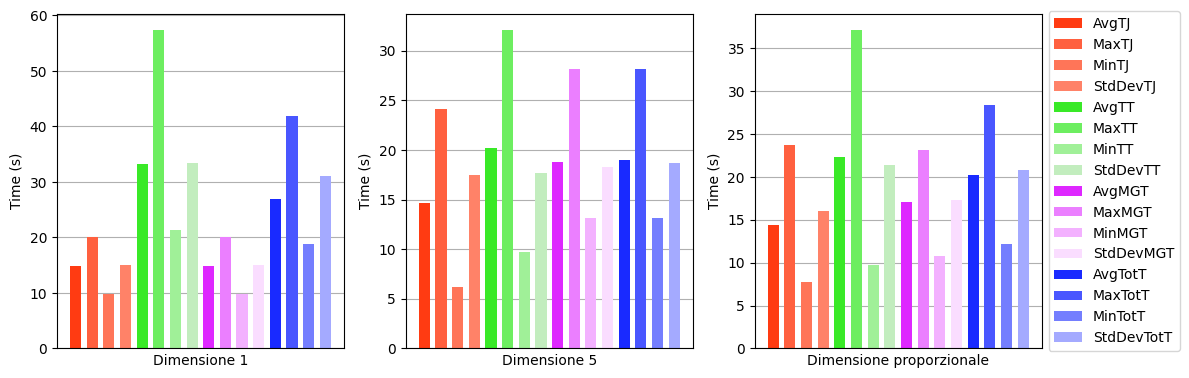 Time (s)
60
50
40
30
20
10
0
Dimensione 1
Time (s)
30
25
20
15
10
5
0
Dimensione 5
Time (s)
35
30
25
20
15
10
5
0
Dimensione proporzionale
AvgTJ
MaxTJ
MinTJ
StdDevTJ
AvgTT
MaxTT
MinTT
StdDevTT
AvgMGT
MaxMGT
MinMGT
StdDevMGT
AvgTotT
MaxTotT
MinTotT
StdDevTotT